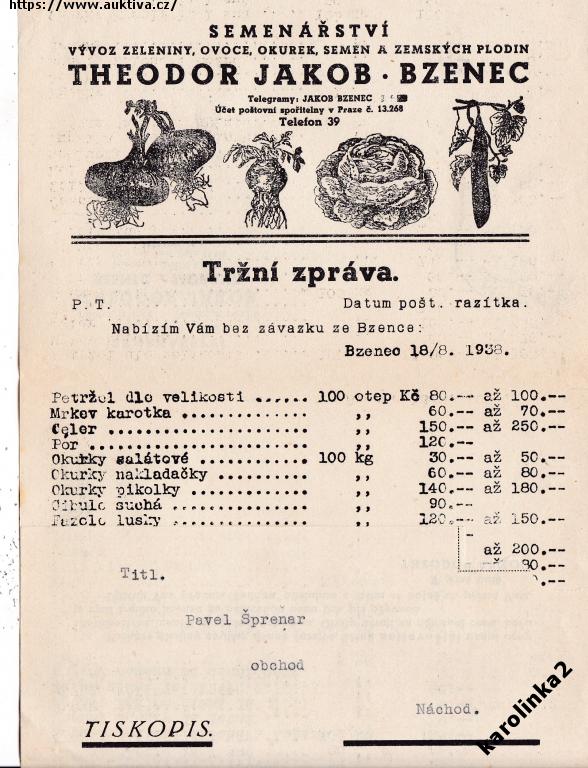 https://www.auktiva.cz/
SEMENÁŘSTVÍ
VÝVOZ ZELENINY, OVOCE, OKUREK, SEMEN A ZEMSKÝCH PLODIN
THEODOR JAKOB · BZENEC
Telegramy: JAKOB BZENEC
Účet poštovní spořitelny v Praze č. 13.268
Telefon 39
Tržní zpráva.
P.T. Datum pošt. razítka.
Nabízím Vám bez závazku ze Bzence:
Bzenec 18/8. 1938.
Petržel dle velikosti ...... 100 otep Kč 80.-- až 100.--
Mrkev karotka ............ ,, 60.-- až 70.--
Celer ................... ,, 150.-- až 250.--
Por ..................... ,, 120.--
Okurky salátové .......... 100 kg 30.-- až 50.--
Okurky nakladačky ......... ,, 60.-- až 80.--
Okurky pikolky ........... ,, 140.-- až 180.--
Cibule suchá ............. ,, 90.--
Fazole lusky ............. ,, 120.-- až 150.--
až 200.--
80.--
Titl.
Pavel Šprenar
obchod
Náchod.
TISKOPIS.
karolinka2